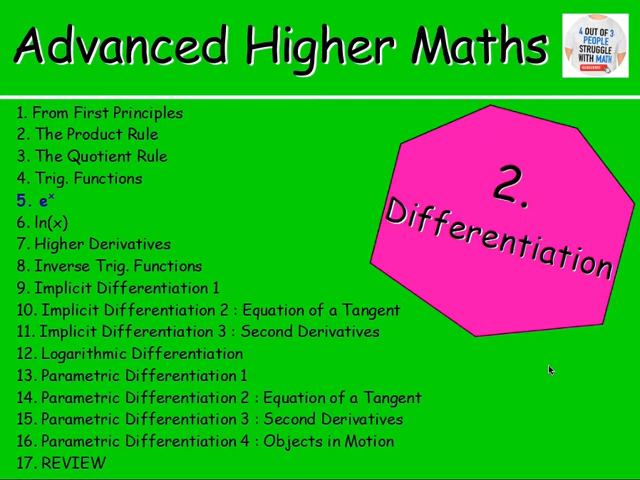 Advanced Higher Maths
4 OUT OF 3
PEOPLE
STRUGGLE
WITH MATH
1. From First Principles
2. The Product Rule
3. The Quotient Rule
4. Trig. Functions
5. eˣ
6. ln(x)
7. Higher Derivatives
8. Inverse Trig. Functions
9. Implicit Differentiation 1
10. Implicit Differentiation 2 : Equation of a Tangent
11. Implicit Differentiation 3 : Second Derivatives
12. Logarithmic Differentiation
13. Parametric Differentiation 1
14. Parametric Differentiation 2 : Equation of a Tangent
15. Parametric Differentiation 3 : Second Derivatives
16. Parametric Differentiation 4 : Objects in Motion
17. REVIEW
2.
Differentiation